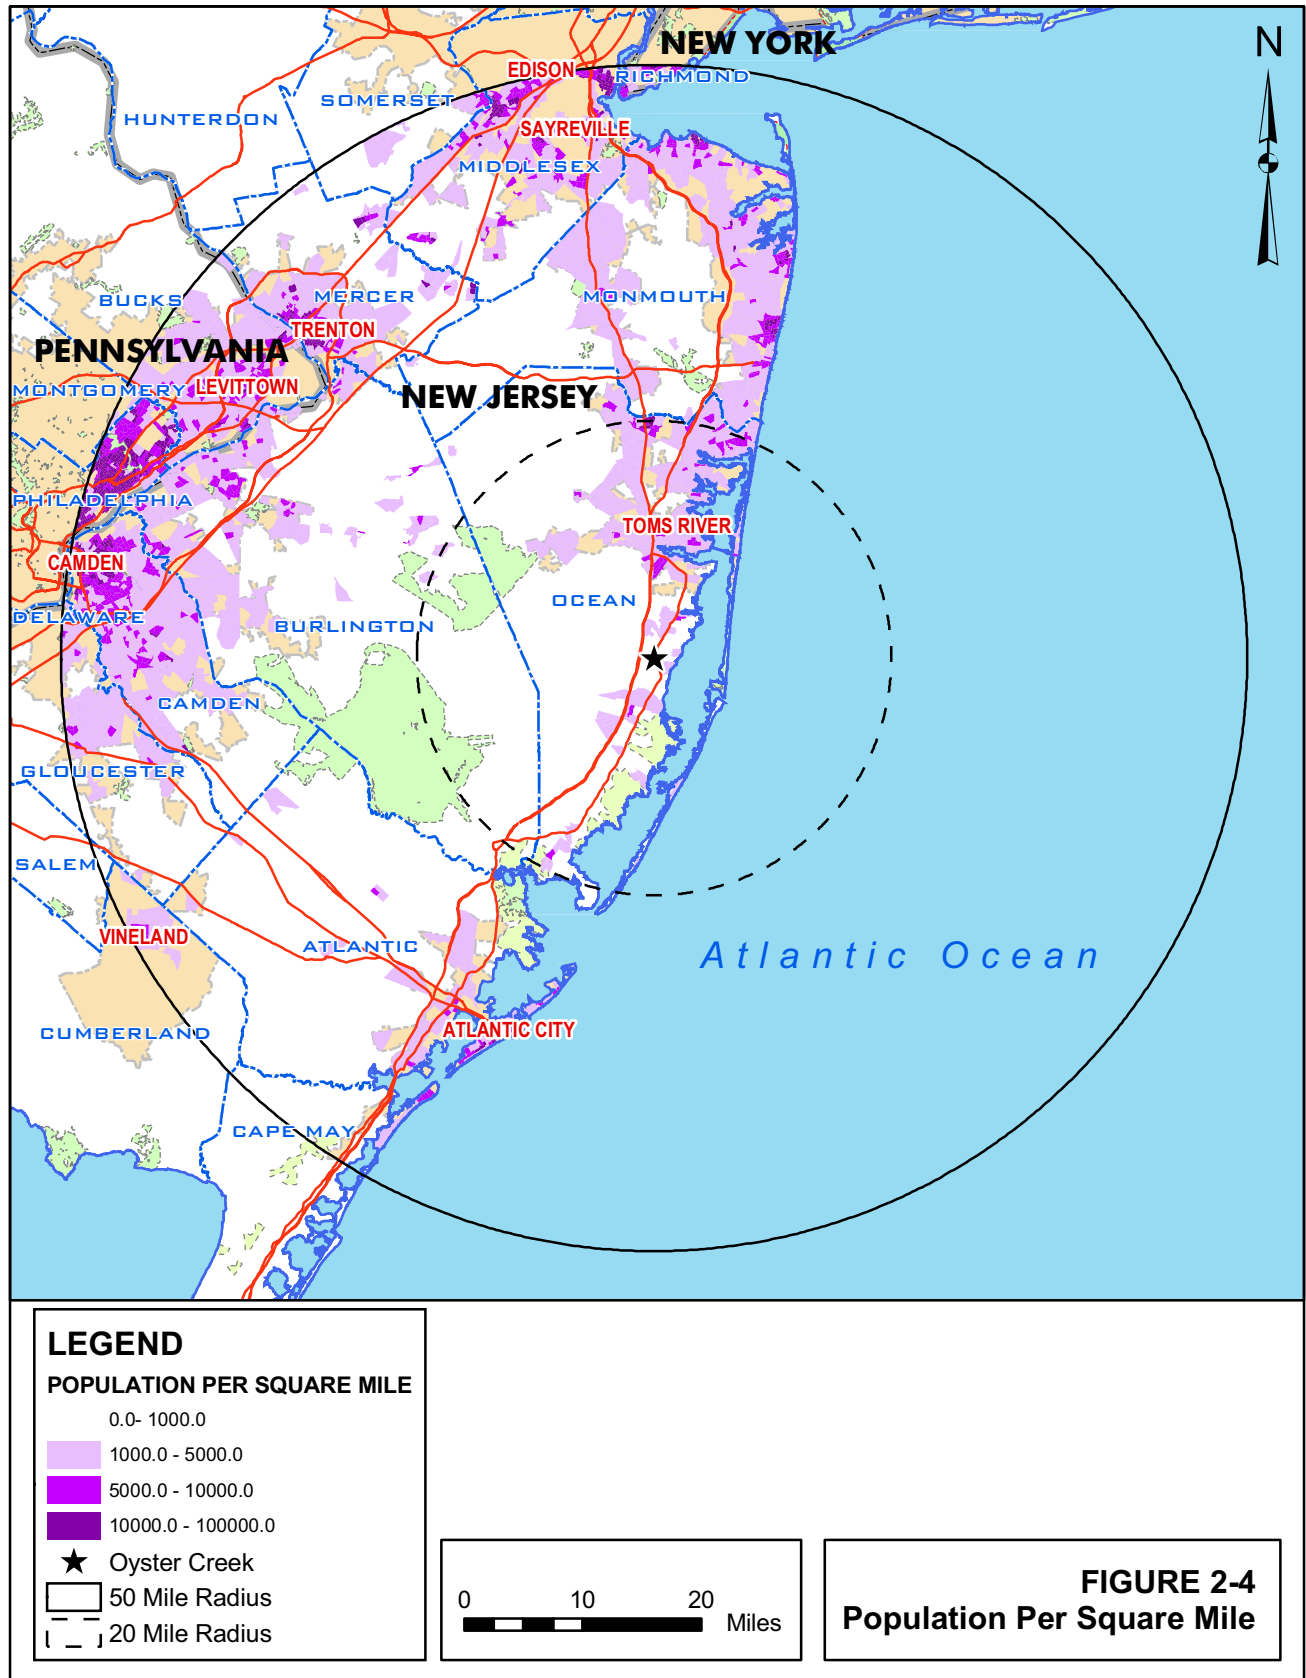 NEW YORK
N
EDISON
RICHMOND
SOMERSET
HUNTERDON
SAYREVILLE
MIDDLESEX
BUCKS
MERCER
MONMOUTH
TRENTON
PENNSYLVANIA
MONTGOMERY
LEVITTOWN
NEW JERSEY
PHILADELPHIA
TOMS RIVER
CAMDEN
OCEAN
DELAWARE
BURLINGTON
CAMDEN
GLOUCESTER
SALEM
VINELAND
ATLANTIC
Atlantic Ocean
CUMBERLAND
ATLANTIC CITY
CAPE MAY
LEGEND
POPULATION PER SQUARE MILE
0.0- 1000.0
1000.0 - 5000.0
5000.0 - 10000.0
10000.0 - 100000.0
Oyster Creek
50 Mile Radius
20 Mile Radius
0 10 20
Miles
FIGURE 2-4
Population Per Square Mile